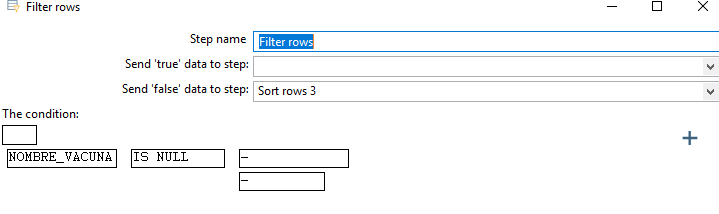 Filter rows
Step name Filter rows
Send 'true' data to step:
Send 'false' data to step: Sort rows 3
The condition:
+
NOMBRE_VACUNA IS NULL –
–